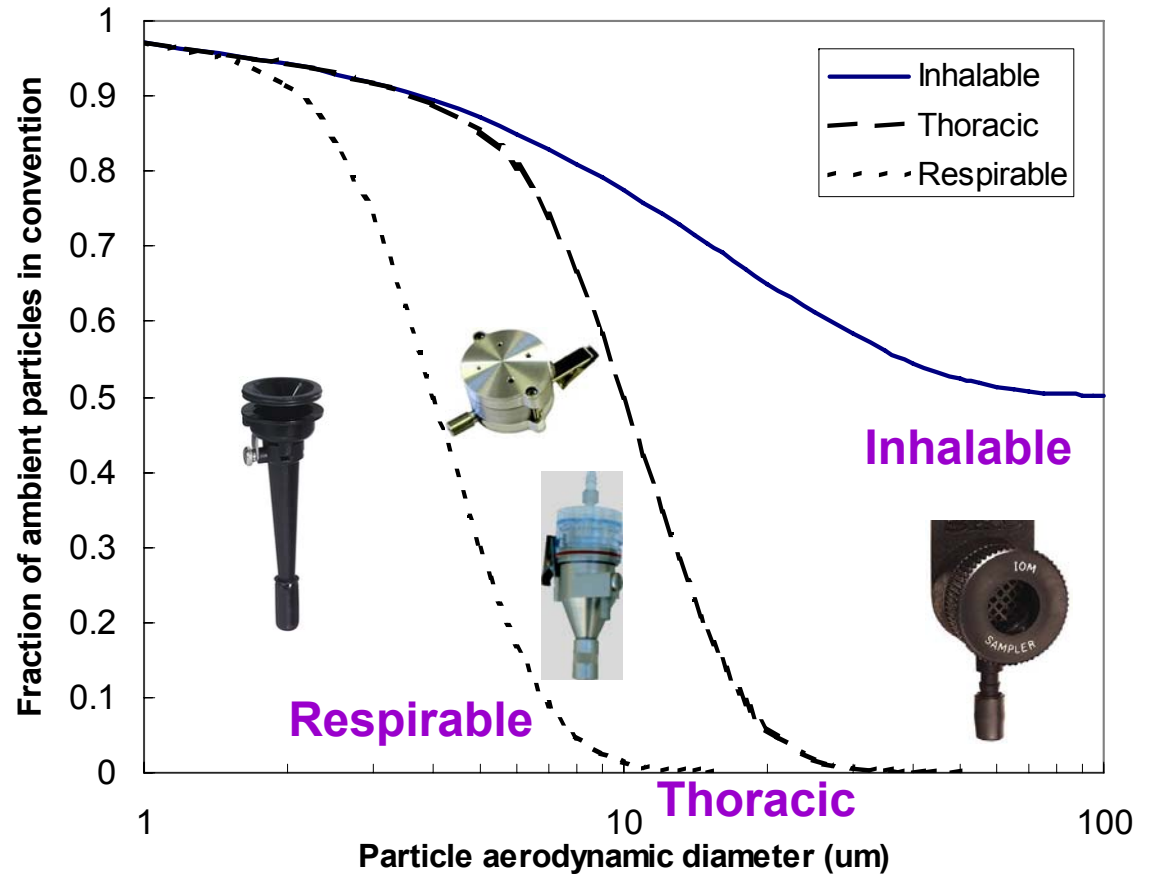 Fraction of ambient particles in convention
1
0.9
0.8
0.7
0.6
0.5
0.4
0.3
0.2
0.1
0
Inhalable
Thoracic
Respirable
Inhalable
IOM
SAMPLER
Respirable
Thoracic
1
10
100
Particle aerodynamic diameter (um)